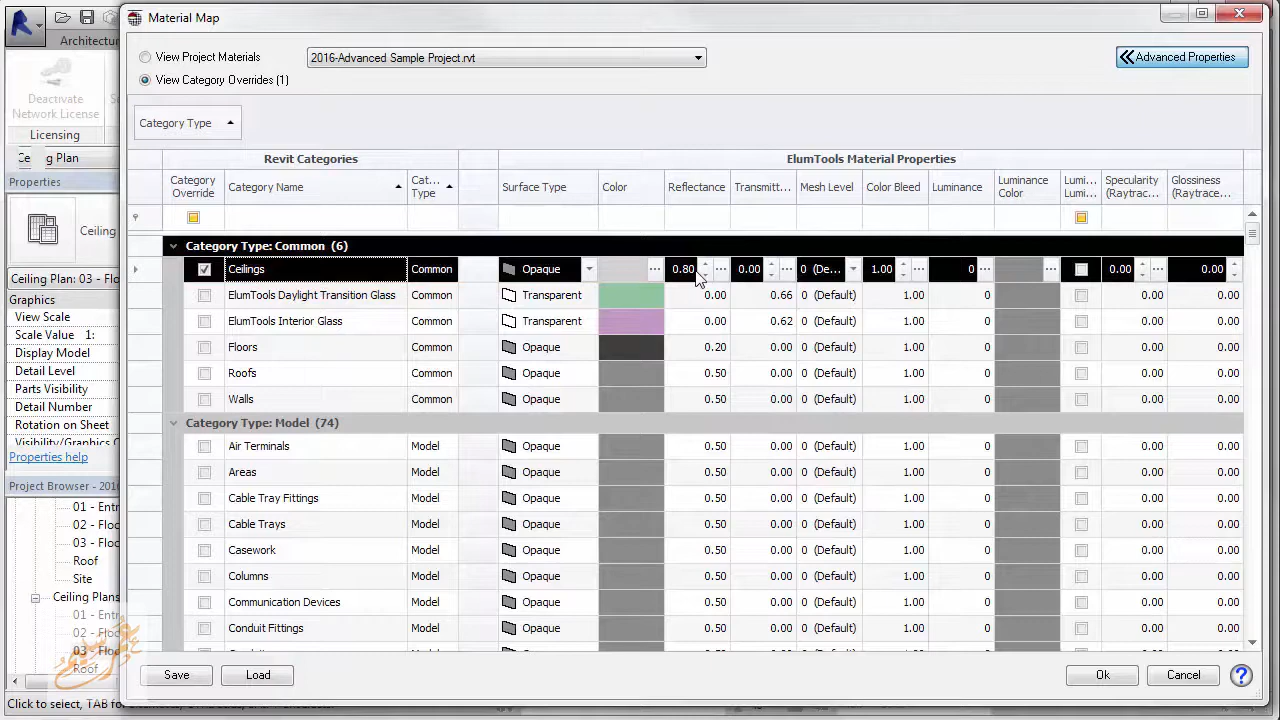 Material Map
Architectur
View Project Materials
2016-Advanced Sample Project.rvt
Advanced Properties
View Category Overrides (1)
Deactivate
Network License
Licensing
Category Type
Revit Categories
ElumTools Material Properties
Category Override
Category Name
Cat... Type
Surface Type
Color
Reflectance
Transmitt...
Mesh Level
Color Bleed
Luminance
Luminance Color
Lumi... Lumi...
Specularity (Raytrac...
Glossiness (Raytrace...
Category Type: Common (6)
Ceilings Common Opaque 0.80 0.00 0 (De... 1.00 0 0.00 0.00
ElumTools Daylight Transition Glass Common Transparent 0.00 0.66 0 (Default) 1.00 0 0.00 0.00
ElumTools Interior Glass Common Transparent 0.00 0.62 0 (Default) 1.00 0 0.00 0.00
Floors Common Opaque 0.20 0.00 0 (Default) 1.00 0 0.00 0.00
Roofs Common Opaque 0.50 0.00 0 (Default) 1.00 0 0.00 0.00
Walls Common Opaque 0.50 0.00 0 (Default) 1.00 0 0.00 0.00
Category Type: Model (74)
Air Terminals Model Opaque 0.50 0.00 0 (Default) 1.00 0 0.00 0.00
Areas Model Opaque 0.50 0.00 0 (Default) 1.00 0 0.00 0.00
Cable Tray Fittings Model Opaque 0.50 0.00 0 (Default) 1.00 0 0.00 0.00
Cable Trays Model Opaque 0.50 0.00 0 (Default) 1.00 0 0.00 0.00
Casework Model Opaque 0.50 0.00 0 (Default) 1.00 0 0.00 0.00
Columns Model Opaque 0.50 0.00 0 (Default) 1.00 0 0.00 0.00
Communication Devices Model Opaque 0.50 0.00 0 (Default) 1.00 0 0.00 0.00
Conduit Fittings Model Opaque 0.50 0.00 0 (Default) 1.00 0 0.00 0.00
Save
Load
Ok
Cancel
g Plan
Properties
Ceiling
Ceiling Plan: 03 - Fl
Graphics
View Scale
Scale Value 1:
Display Model
Detail Level
Parts Visibility
Detail Number
Rotation on Sheet
Visibility/Graphics O
Properties help
Project Browser - 201
01 - Entr
02 - Floo
03 - Floo
Roof
Site
Ceiling Plans
01 - Entr
02 - Floo
03 - Floo
Roof
Click to select, TAB for